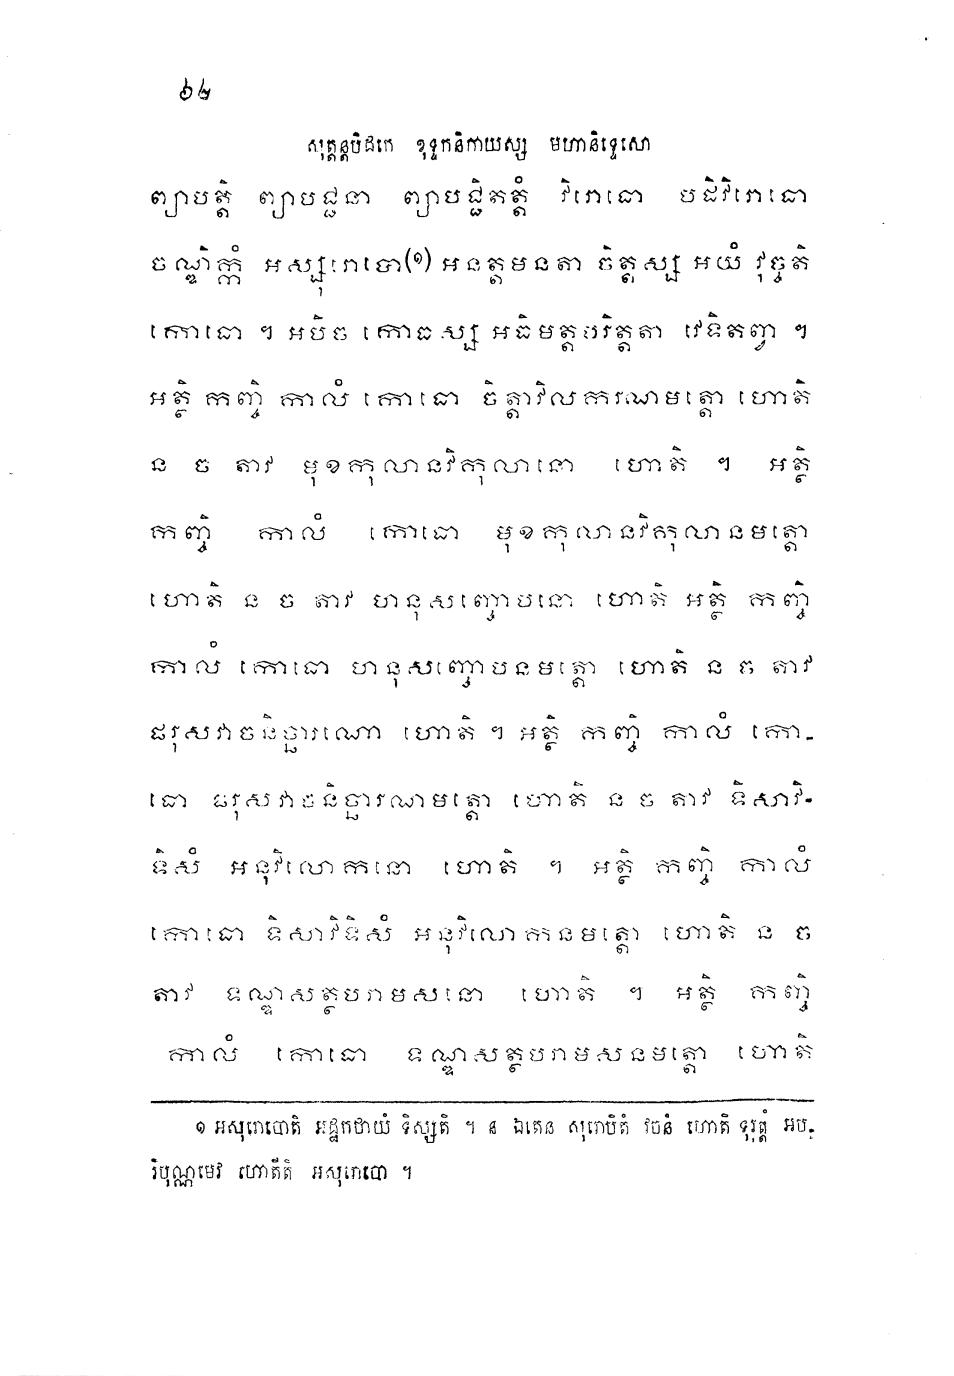 ៦៤
សុត្តន្តបិដកេ ខុទ្ទកនិកាយស្ស មហានិទ្ទេសោ
ព្យាបត្តិ ព្យាបជ្ជនា ព្យាបជ្ជិតត្តំ វិរោធោ បដិវិរោធោ
ចណ្ឌិក្កំ អស្សុរោបោ(១) អនត្តមនតា ចិត្តស្ស អយំ វុច្ចតិ
កោធោ ។ អបិច កោធស្ស អធិមត្តបរិត្តតា វេទិតព្វា ។
អត្ថិ កញ្ចិ កាលំ កោធោ ចិត្តាវិលករណមត្តោ ហោតិ
ន ច តាវ មុខកុលានវិកុលានោ ហោតិ ។ អត្ថិ
កញ្ចិ កាលំ កោធោ មុខកុលានវិកុលានមត្តោ
ហោតិ ន ច តាវ ហនុសញ្ចោបនោ ហោតិ អត្ថិ កញ្ចិ
កាលំ កោធោ ហនុសញ្ចោបនមត្តោ ហោតិ ន ច តាវ
ផរុសវាចនិច្ឆារណោ ហោតិ ។ អត្ថិ កញ្ចិ កាលំ កោ-
ធោ ផរុសវាចនិច្ឆារណមត្តោ ហោតិ ន ច តាវ ទិសាវិ-
ទិសំ អនុវិលោកនោ ហោតិ ។ អត្ថិ កញ្ចិ កាលំ
កោធោ ទិសាវិទិសំ អនុវិលោកនមត្តោ ហោតិ ន ច
តាវ ទណ្ឌសត្ថបរាមសនោ ហោតិ ។ អត្ថិ កញ្ចិ
កាលំ កោធោ ទណ្ឌសត្ថបរាមសនមត្តោ ហោតិ
១ អសុរោបោតិ អដ្ឋកថាយំ ទិស្សតិ ។ ន ឯតេន សុរោបិតំ វចនំ ហោតិ ទុរុត្តំ អប-
រិបុណ្ណមេវ ហោតីតិ អសុរោបោ ។